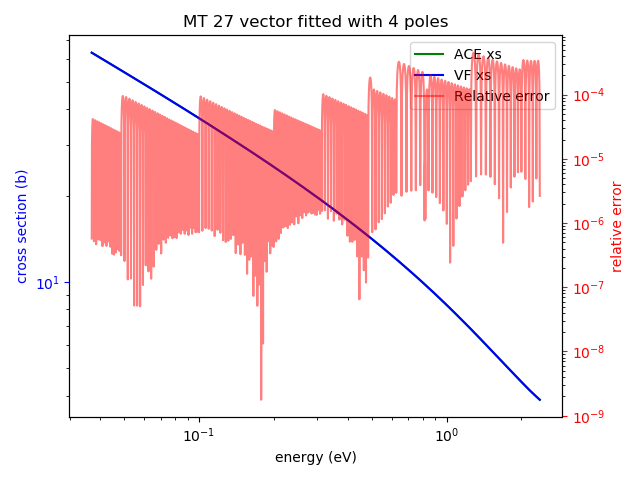 MT 27 vector fitted with 4 poles
ACE xs
VF xs
Relative error
cross section (b)
10¹
10⁻⁴
10⁻⁵
10⁻⁶
10⁻⁷
10⁻⁸
10⁻⁹
relative error
10⁻¹
10⁰
energy (eV)